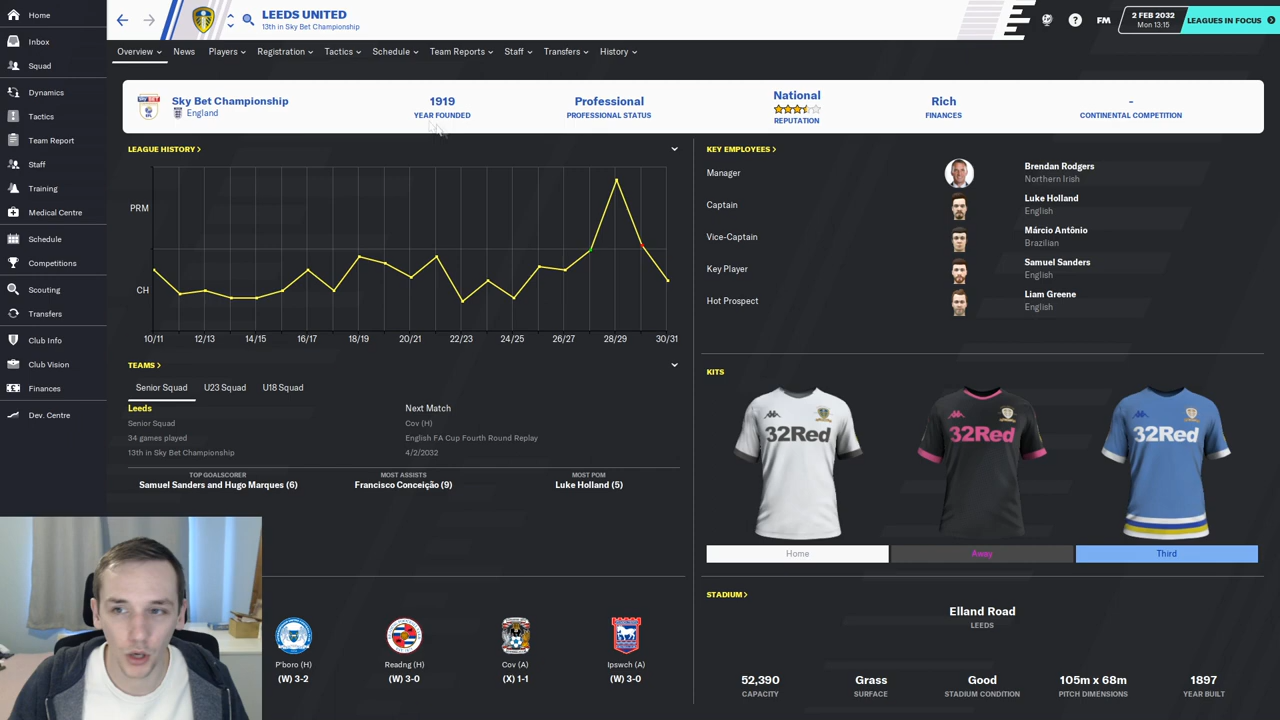 Home
Inbox
Squad
Dynamics
Tactics
Team Report
Staff
Training
Medical Centre
Schedule
Competitions
Scouting
Transfers
Club Info
Club Vision
Finances
Dev. Centre
LEEDS UNITED
13th in Sky Bet Championship
?
FM
2 FEB 2032
Mon 13:15
LEAGUES IN FOCUS
Overview
News
Players
Registration
Tactics
Schedule
Team Reports
Staff
Transfers
History
Sky Bet Championship
England
1919
YEAR FOUNDED
Professional
PROFESSIONAL STATUS
National
REPUTATION
Rich
FINANCES
-
CONTINENTAL COMPETITION
LEAGUE HISTORY >
PRM
CH
10/11 12/13 14/15 16/17 18/19 20/21 22/23 24/25 26/27 28/29 30/31
TEAMS >
Senior Squad U23 Squad U18 Squad
Leeds
Senior Squad
34 games played
13th in Sky Bet Championship
Next Match
Cov (H)
English FA Cup Fourth Round Replay
4/2/2032
TOP GOALSCORER
Samuel Sanders and Hugo Marques (6)
MOST ASSISTS
Francisco Conceição (9)
MOST POM
Luke Holland (5)
P'boro (H)
(W) 3-2
Readng (H)
(W) 3-0
Cov (A)
(X) 1-1
Ipswch (A)
(W) 3-0
KEY EMPLOYEES >
Manager
Brendan Rodgers
Northern Irish
Captain
Luke Holland
English
Vice-Captain
Márcio Antônio
Brazilian
Key Player
Samuel Sanders
English
Hot Prospect
Liam Greene
English
KITS
32Red
32Red
32Red
Home
Away
Third
STADIUM >
Elland Road
LEEDS
52,390
CAPACITY
Grass
SURFACE
Good
STADIUM CONDITION
105m x 68m
PITCH DIMENSIONS
1897
YEAR BUILT